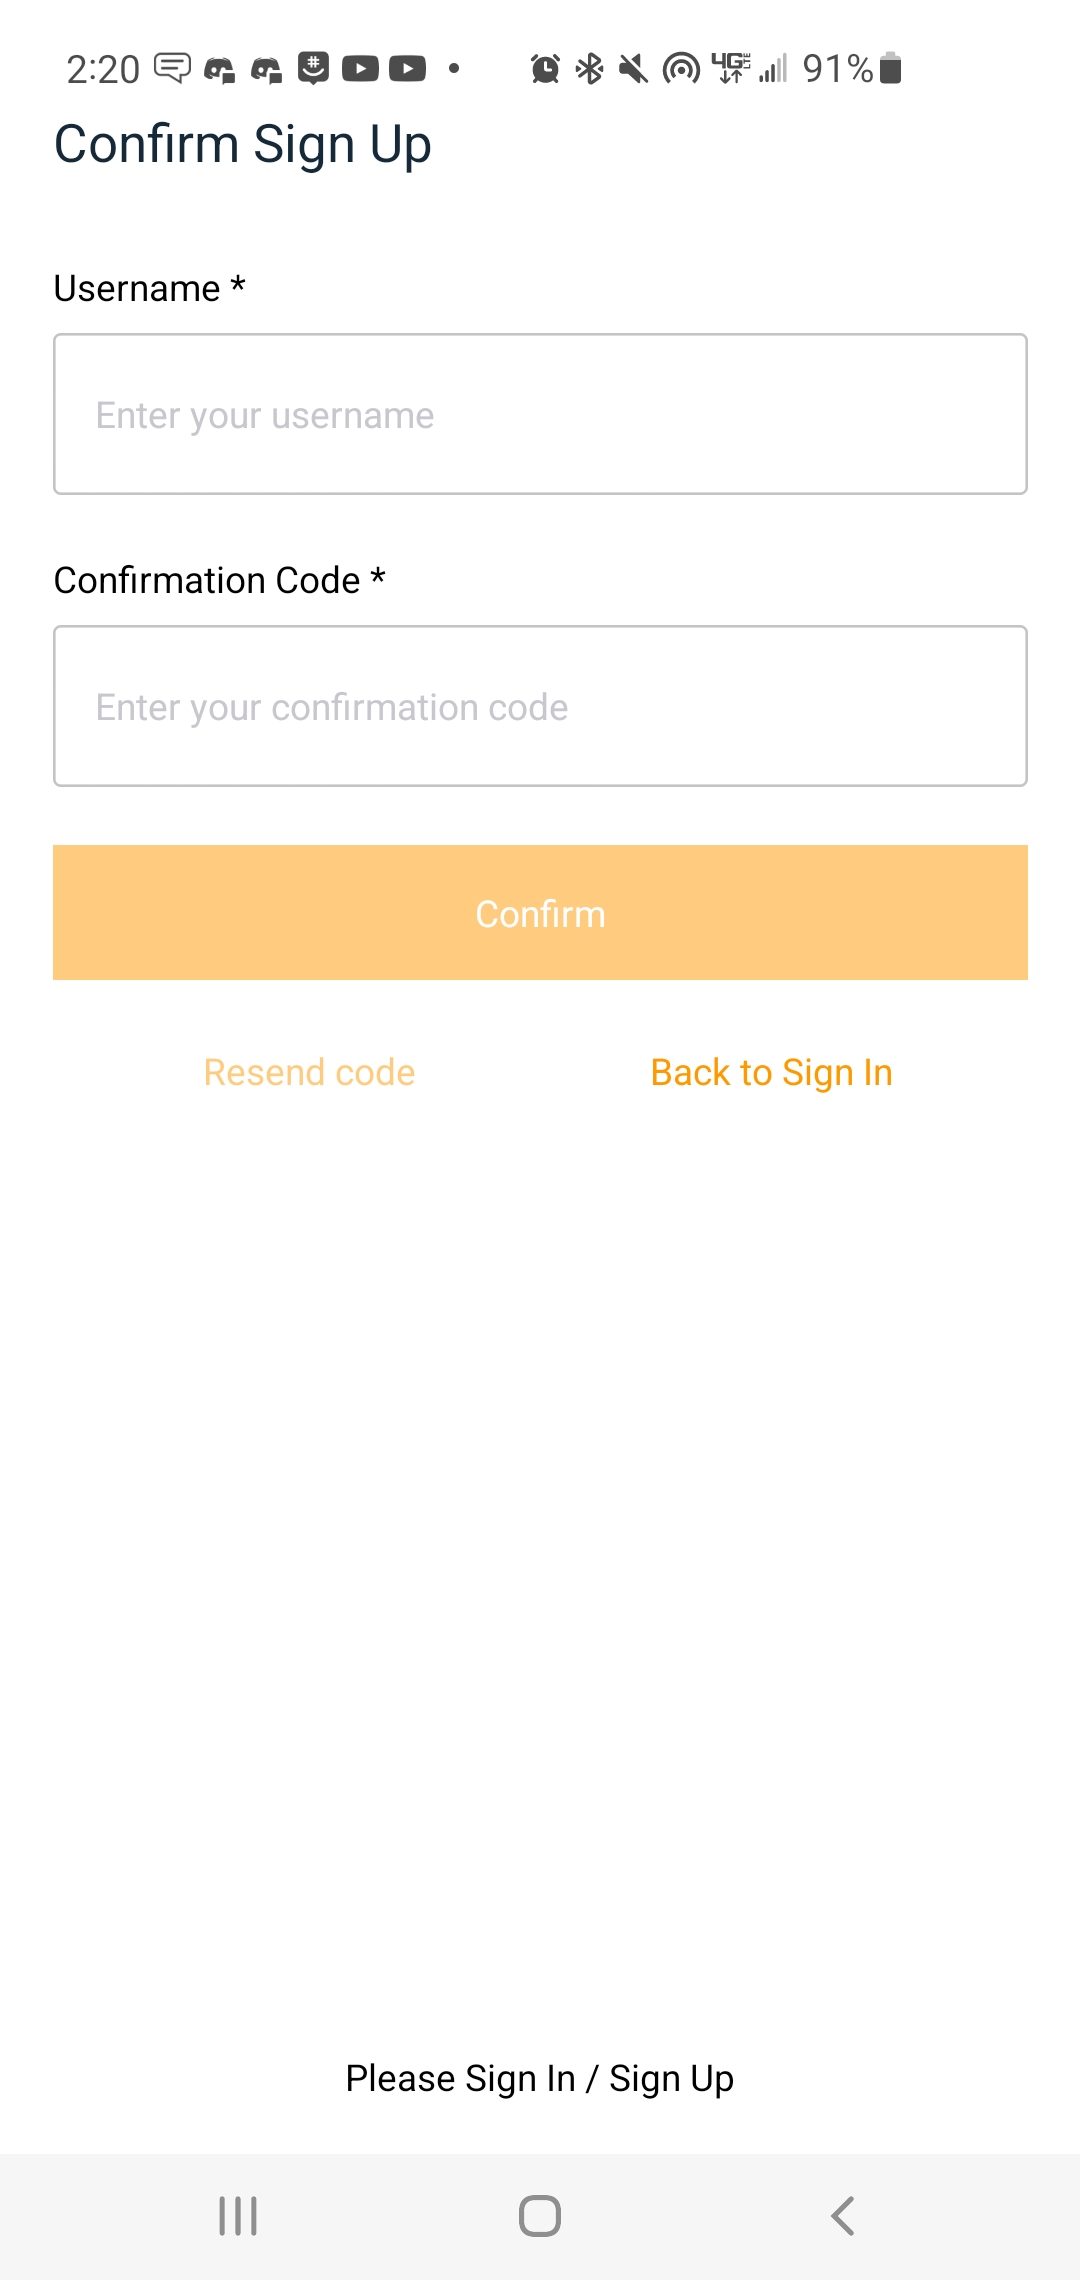 2:20 91%
Confirm Sign Up
Username *
Enter your username
Confirmation Code *
Enter your confirmation code
Confirm
Resend code Back to Sign In
Please Sign In / Sign Up